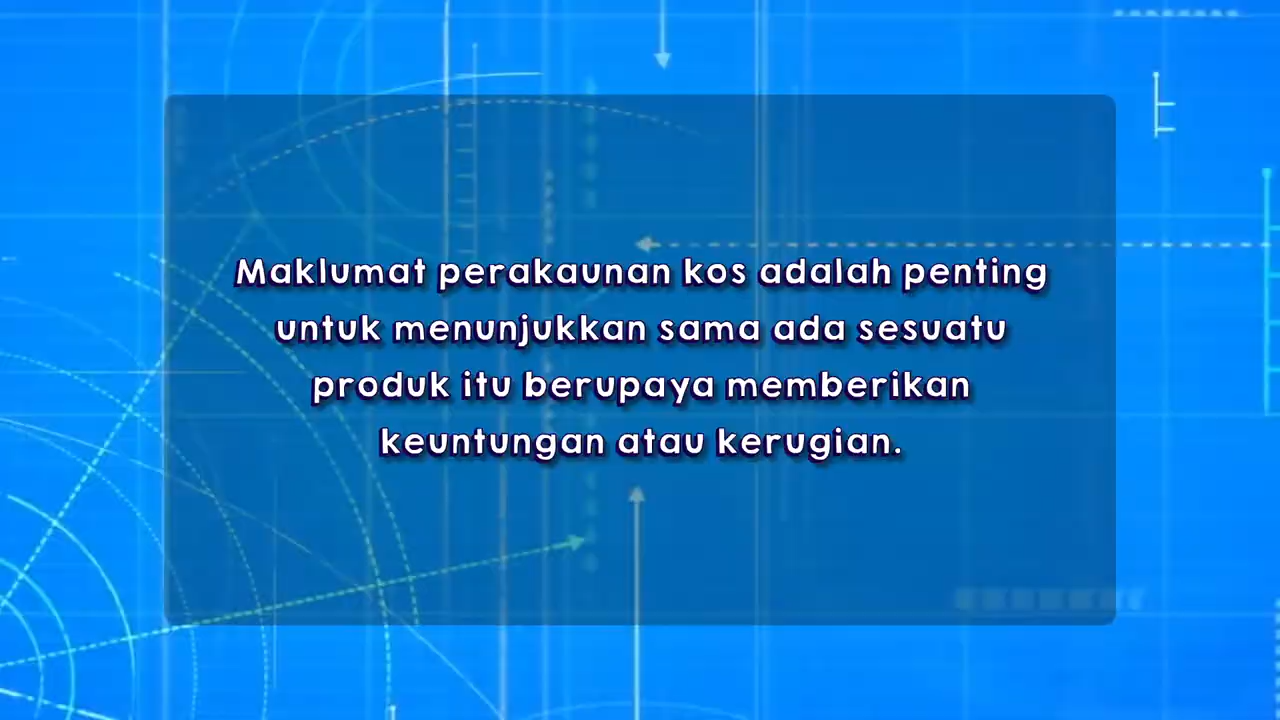 Maklumat perakaunan kos adalah penting
untuk menunjukkan sama ada sesuatu
produk itu berupaya memberikan
keuntungan atau kerugian.